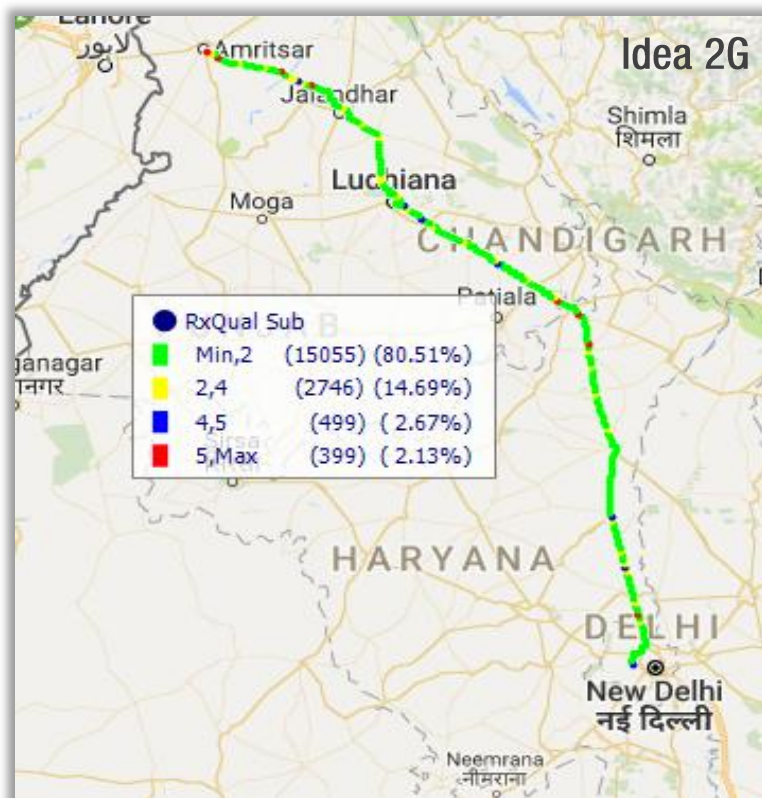 Lahore
لاہور
Amritsar
Idea 2G
Jalandhar
Shimla
शिमला
Ludhiana
Moga
CHANDIGARH
Patiala
RxQual Sub
Min,2 (15055) (80.51%)
2,4 (2746) (14.69%)
4,5 (499) ( 2.67%)
5,Max (399) ( 2.13%)
ganagar
नगर
Sirsa
HARYANA
DELHI
New Delhi
नई दिल्ली
Neemrana
नीमराना